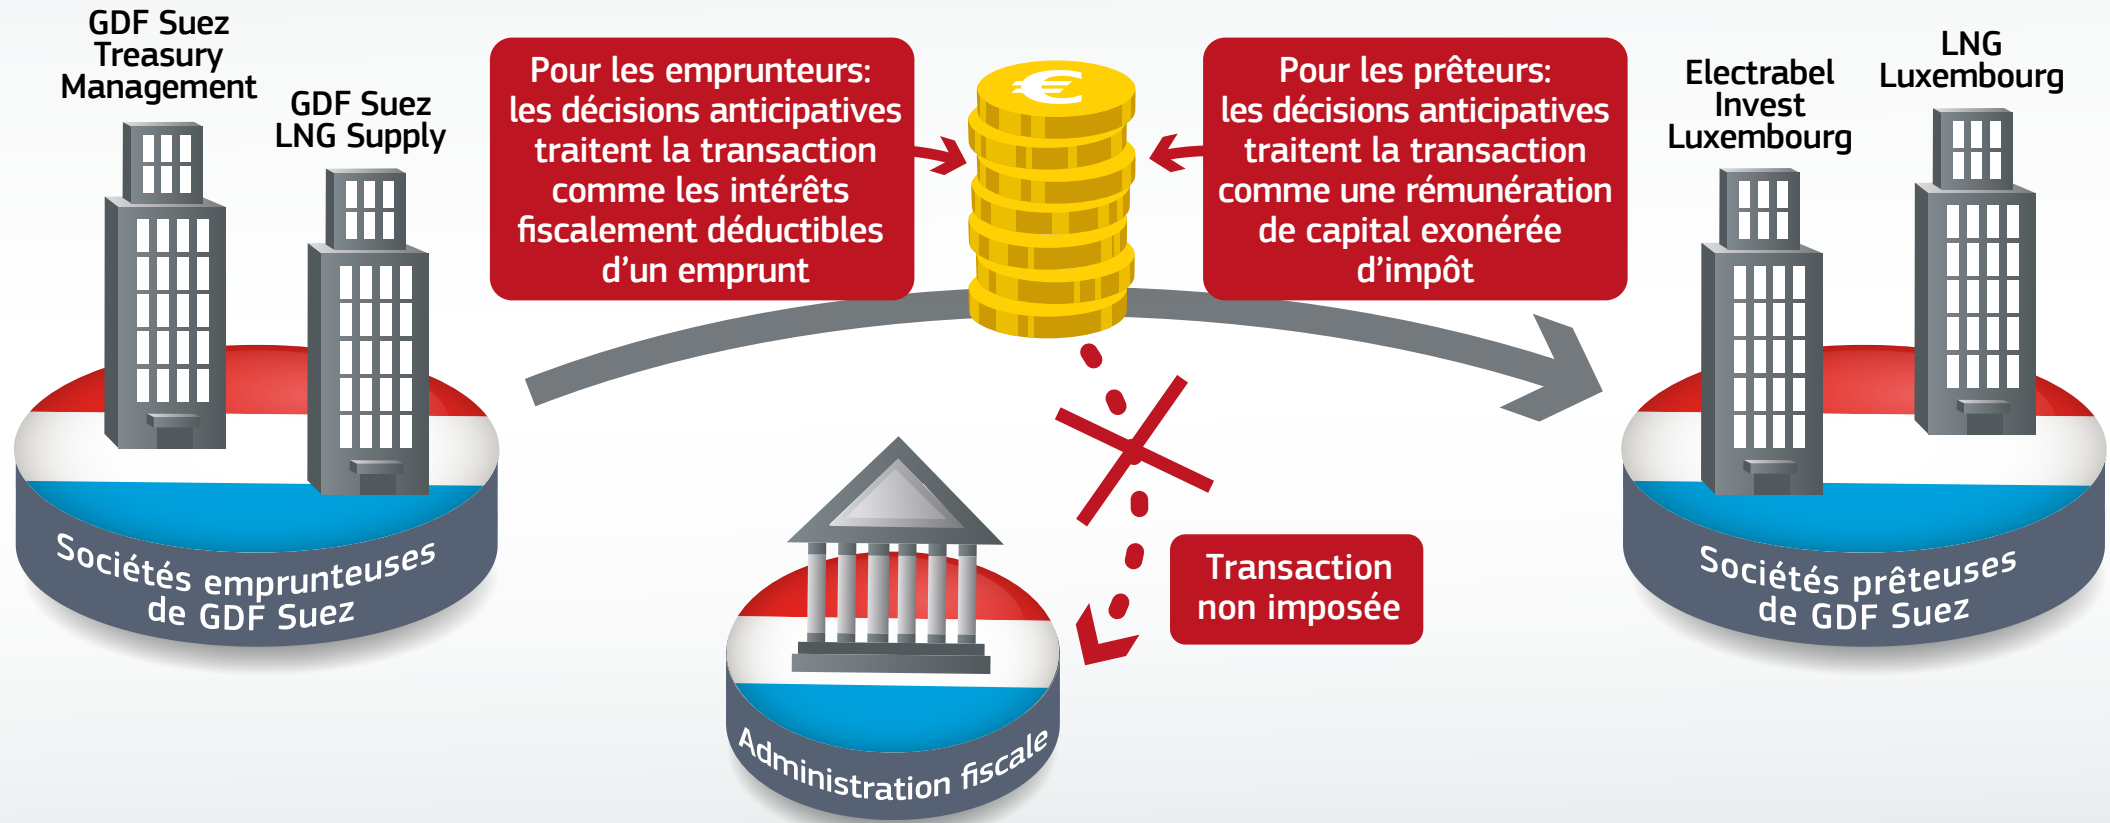 GDF Suez
Treasury
Management
GDF Suez
LNG Supply
Pour les emprunteurs:
les décisions anticipatives
traitent la transaction
comme les intérêts
fiscalement déductibles
d'un emprunt
€
Pour les prêteurs:
les décisions anticipatives
traitent la transaction
comme une rémunération
de capital exonérée
d'impôt
Electrabel
Invest
Luxembourg
LNG
Luxembourg
Sociétés emprunteuses
de GDF Suez
Transaction
non imposée
Sociétés prêteuses
de GDF Suez
Administration fiscale